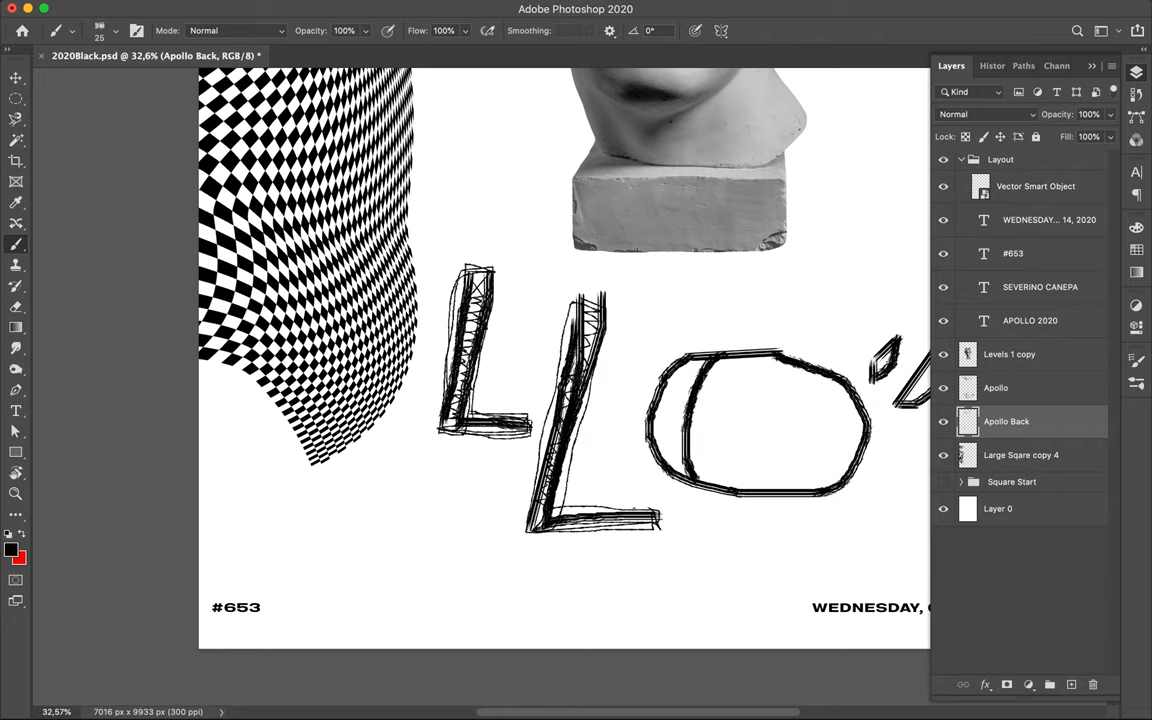 Adobe Photoshop 2020
25
Mode: Normal
Opacity: 100%
Flow: 100%
Smoothing:
0°
2020Black.psd @ 32,6% (Apollo Back, RGB/8) *
Layers
Histor
Paths
Chann
Kind
Normal
Opacity: 100%
Lock:
Fill: 100%
Layout
Vector Smart Object
WEDNESDAY... 14, 2020
#653
SEVERINO CANEPA
APOLLO 2020
Levels 1 copy
Apollo
Apollo Back
Large Sqare copy 4
Square Start
Layer 0
LLO
#653
WEDNESDAY,
32,57%
7016 px x 9933 px (300 ppi)